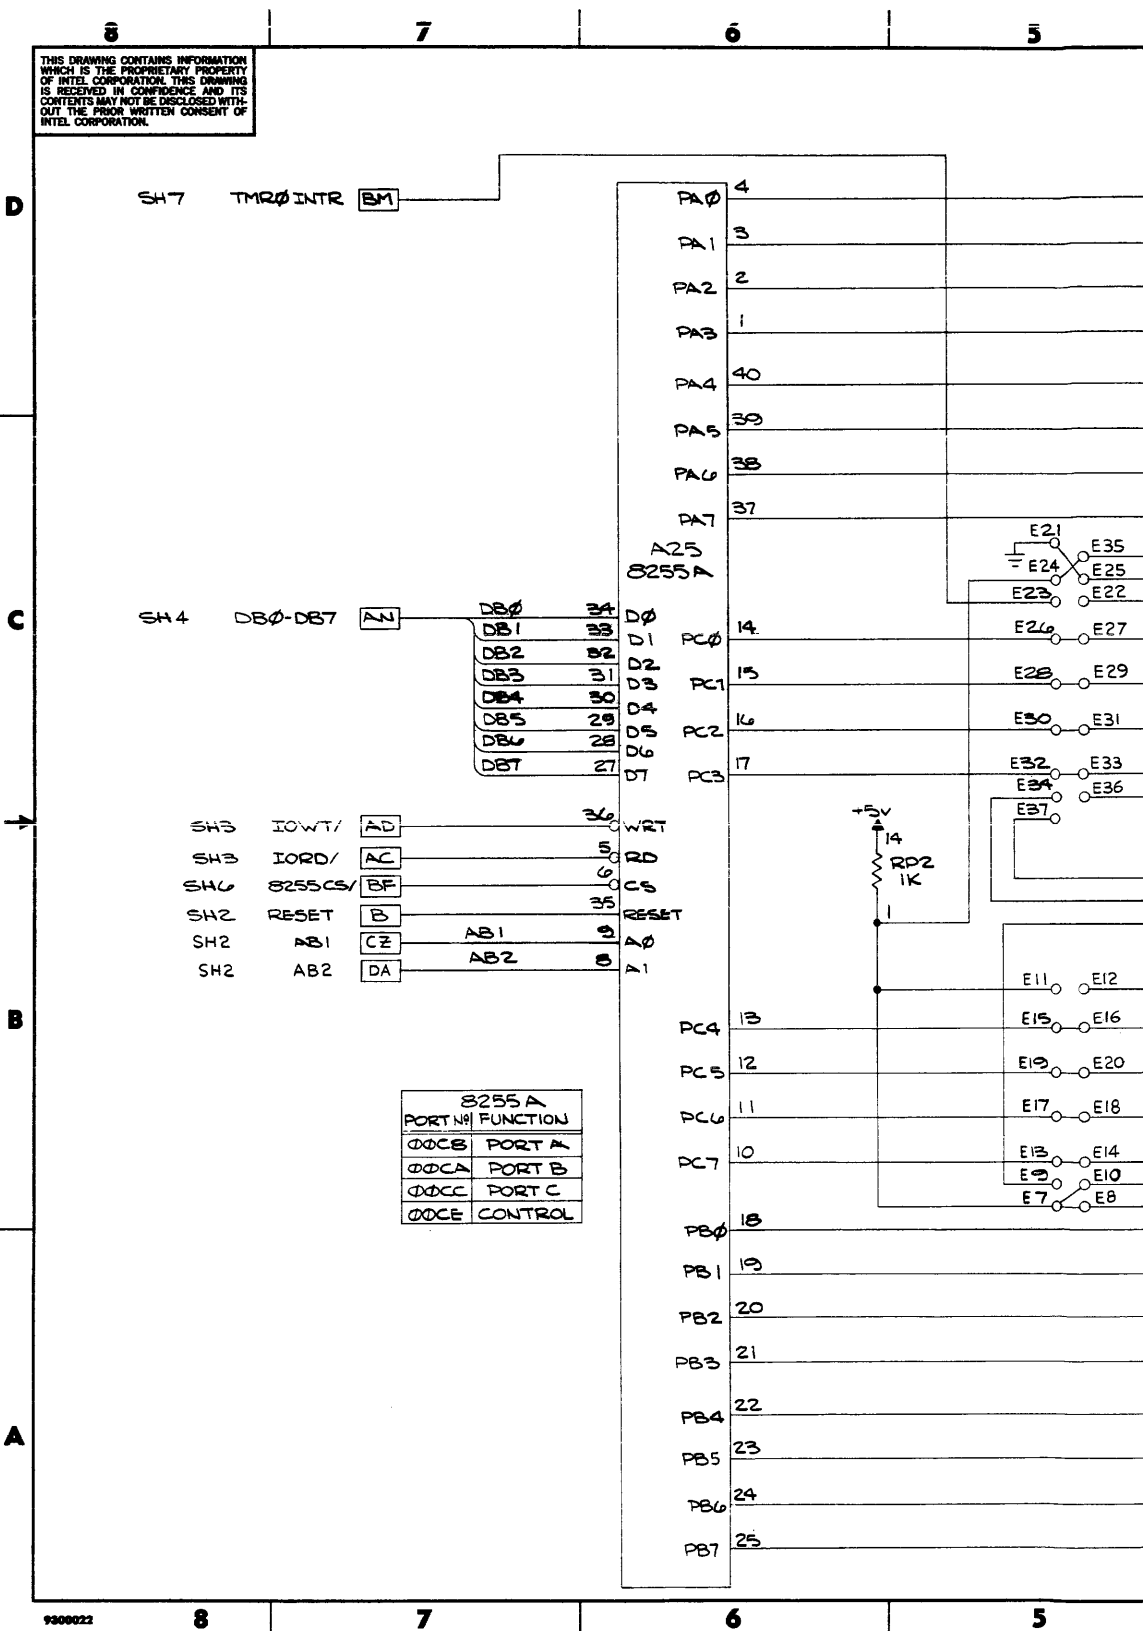 8 7 6 5
THIS DRAWING CONTAINS INFORMATION
WHICH IS THE PROPRIETARY PROPERTY
OF INTEL CORPORATION. THIS DRAWING
IS RECEIVED IN CONFIDENCE AND ITS
CONTENTS MAY NOT BE DISCLOSED WITH-
OUT THE PRIOR WRITTEN CONSENT OF
INTEL CORPORATION.
D
SH7 TMRØ INTR BM
PAØ 4
PA1 3
PA2 2
PA3 1
PA4 40
PA5 39
PA6 38
PA7 37
A25
8255A
E21
E35
E24 E25
E23 E22
C
SH4 DBØ-DB7 AN
DBØ 34 DØ
DB1 33 D1
DB2 32 D2
DB3 31 D3
DB4 30 D4
DB5 29 D5
DB6 28 D6
DB7 27 D7
PCØ 14 E26 E27
PC1 15 E28 E29
PC2 16 E30 E31
PC3 17 E32 E33
E34 E36
E37
SH3 IOWT/ AD 36 WRT
SH3 IORD/ AC 5 RD
SH6 8255CS/ BF 6 CS
SH2 RESET B 35 RESET
SH2 AB1 CZ AB1 9 AØ
SH2 AB2 DA AB2 8 A1
+5V
14
RP2
1K
1
E11 E12
B
PC4 13 E15 E16
PC5 12 E19 E20
PC6 11 E17 E18
PC7 10 E13 E14
E9 E10
E7 E8
8255A
PORT Nº FUNCTION
ØØC8 PORT A
ØØCA PORT B
ØØCC PORT C
ØØCE CONTROL
PBØ 18
PB1 19
PB2 20
PB3 21
PB4 22
PB5 23
PB6 24
PB7 25
A
9300022
8 7 6 5